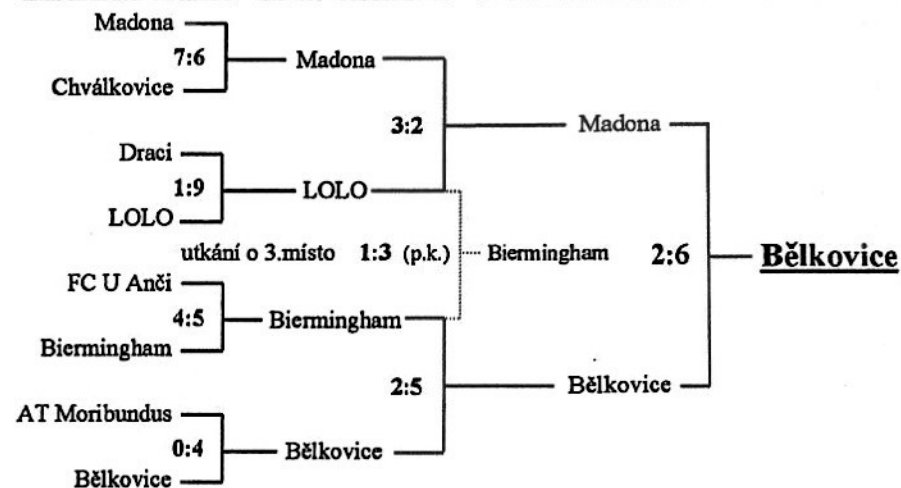 Madona
7:6
Madona
Chválkovice
3:2
Madona
Draci
1:9
LOLO
LOLO
utkání o 3.místo 1:3 (p.k.) Biermingham
2:6
Bělkovice
FC U Anči
4:5
Biermingham
Biermingham
2:5
Bělkovice
AT Moribundus
0:4
Bělkovice
Bělkovice